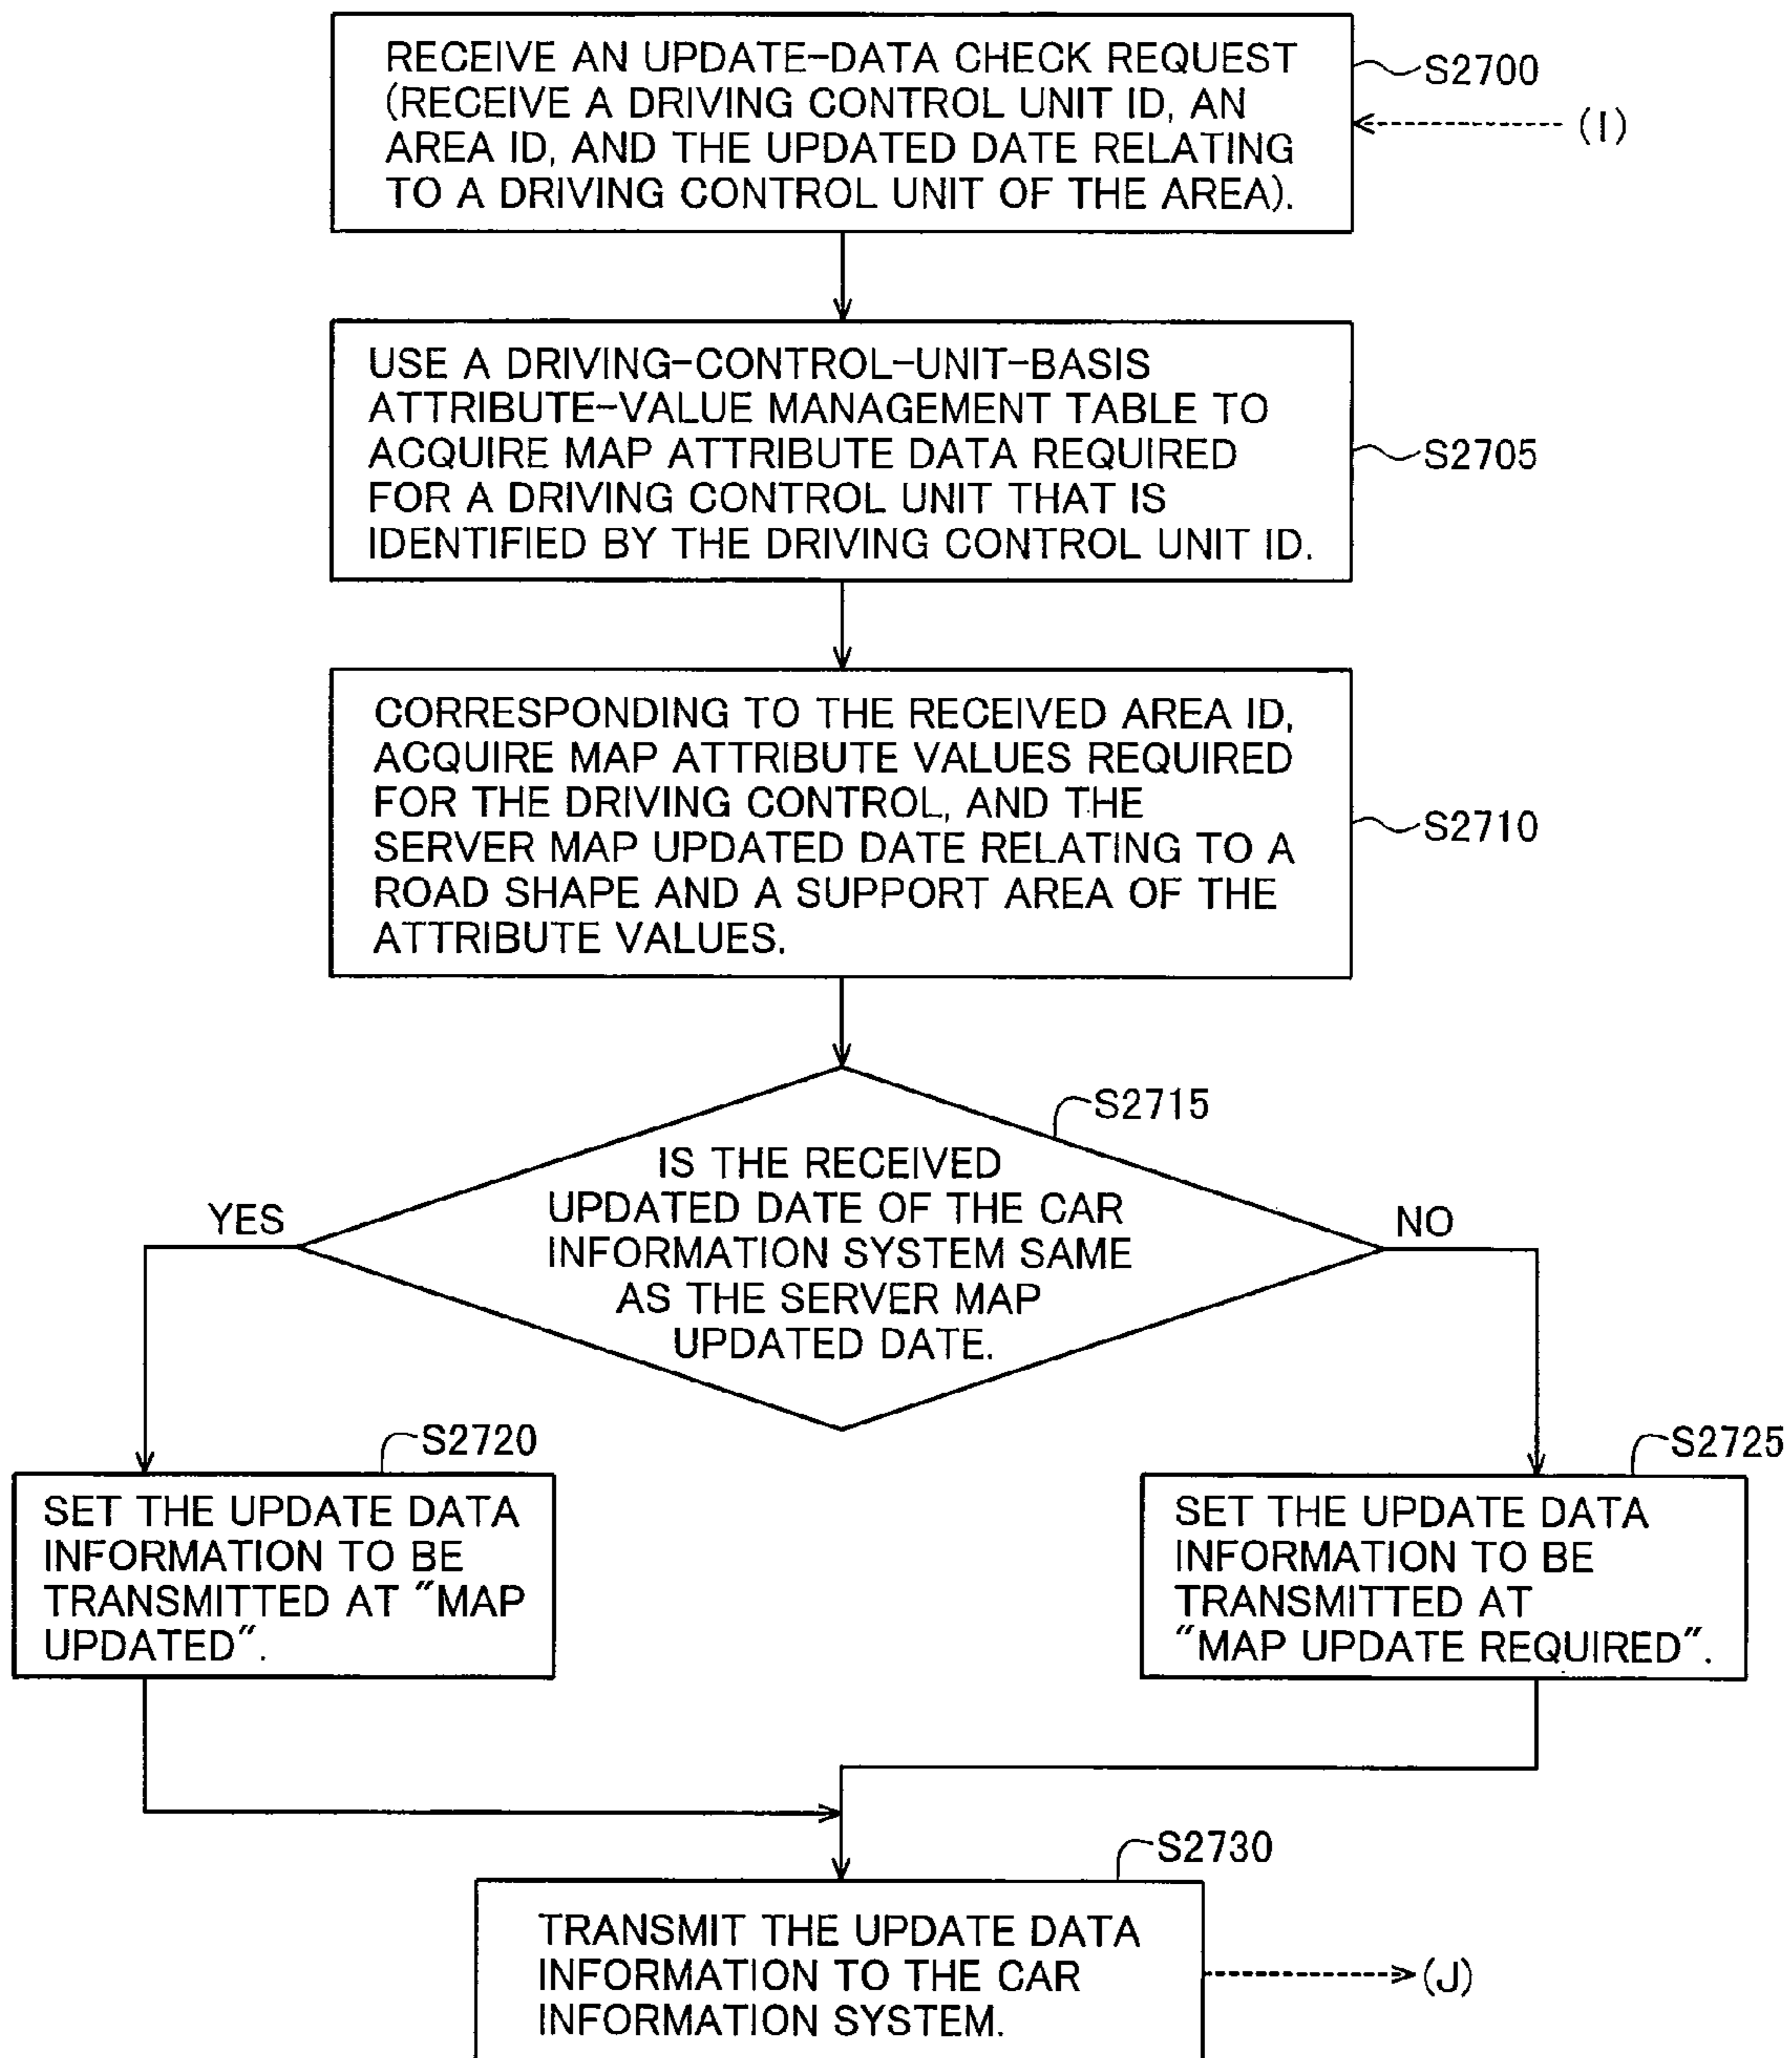 RECEIVE AN UPDATE-DATA CHECK REQUEST
(RECEIVE A DRIVING CONTROL UNIT ID, AN
AREA ID, AND THE UPDATED DATE RELATING
TO A DRIVING CONTROL UNIT OF THE AREA).
S2700
(I)
USE A DRIVING-CONTROL-UNIT-BASIS
ATTRIBUTE-VALUE MANAGEMENT TABLE TO
ACQUIRE MAP ATTRIBUTE DATA REQUIRED
FOR A DRIVING CONTROL UNIT THAT IS
IDENTIFIED BY THE DRIVING CONTROL UNIT ID.
S2705
CORRESPONDING TO THE RECEIVED AREA ID,
ACQUIRE MAP ATTRIBUTE VALUES REQUIRED
FOR THE DRIVING CONTROL, AND THE
SERVER MAP UPDATED DATE RELATING TO A
ROAD SHAPE AND A SUPPORT AREA OF THE
ATTRIBUTE VALUES.
S2710
S2715
IS THE RECEIVED
UPDATED DATE OF THE CAR
INFORMATION SYSTEM SAME
AS THE SERVER MAP
UPDATED DATE.
YES
NO
S2720
SET THE UPDATE DATA
INFORMATION TO BE
TRANSMITTED AT "MAP
UPDATED".
S2725
SET THE UPDATE DATA
INFORMATION TO BE
TRANSMITTED AT
"MAP UPDATE REQUIRED".
S2730
TRANSMIT THE UPDATE DATA
INFORMATION TO THE CAR
INFORMATION SYSTEM.
(J)